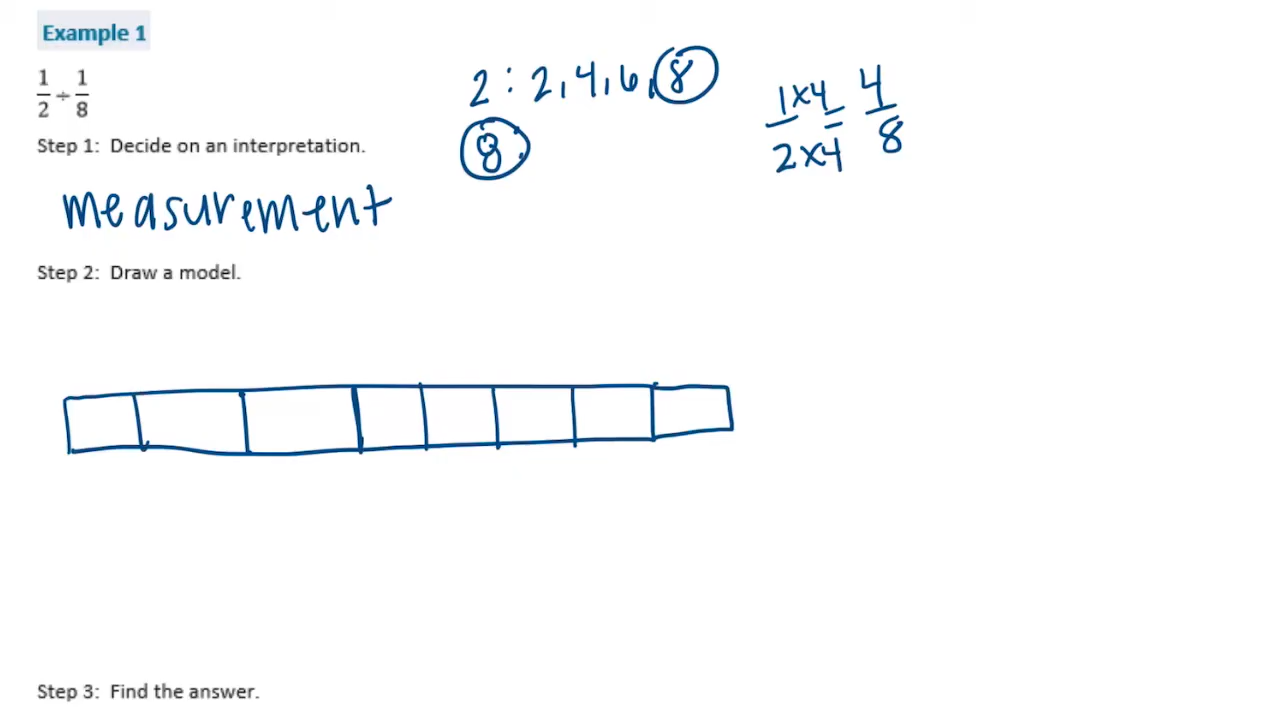 Example 1
1/2 ÷ 1/8
2 : 2, 4, 6, 8
8
1×4/2×4 = 4/8
Step 1: Decide on an interpretation.
measurement
Step 2: Draw a model.
Step 3: Find the answer.